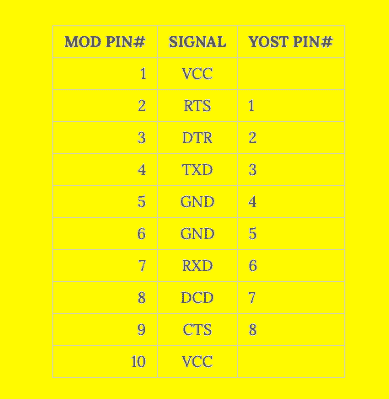 MOD PIN# SIGNAL YOST PIN#
1 VCC
2 RTS 1
3 DTR 2
4 TXD 3
5 GND 4
6 GND 5
7 RXD 6
8 DCD 7
9 CTS 8
10 VCC